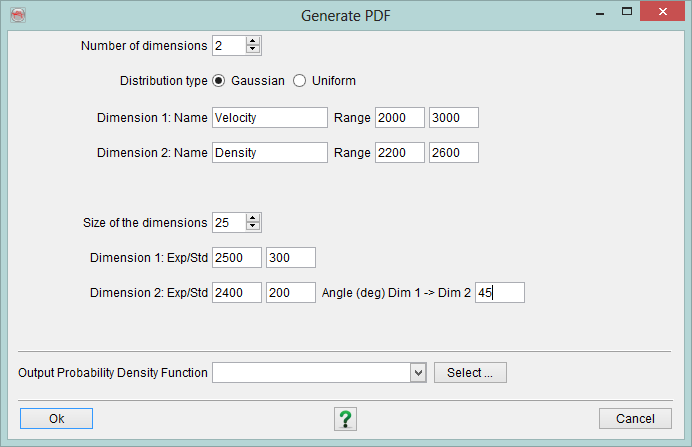 Generate PDF
Number of dimensions 2
Distribution type Gaussian Uniform
Dimension 1: Name Velocity Range 2000 3000
Dimension 2: Name Density Range 2200 2600
Size of the dimensions 25
Dimension 1: Exp/Std 2500 300
Dimension 2: Exp/Std 2400 200 Angle (deg) Dim 1 -> Dim 2 45
Output Probability Density Function Select ...
Ok ? Cancel